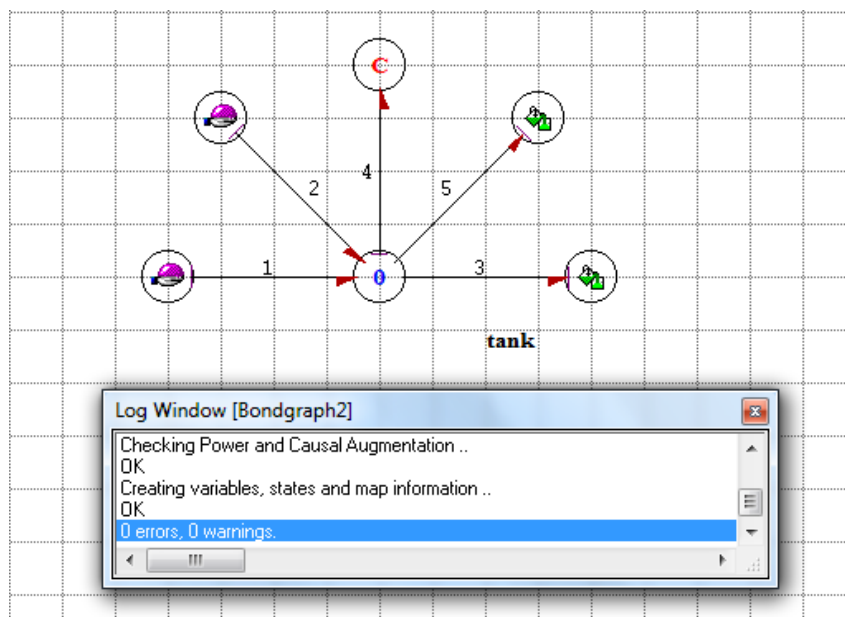 C
2
4
5
1
0
3
tank
Log Window [Bondgraph2]
Checking Power and Causal Augmentation ..
OK
Creating variables, states and map information ..
OK
0 errors, 0 warnings.